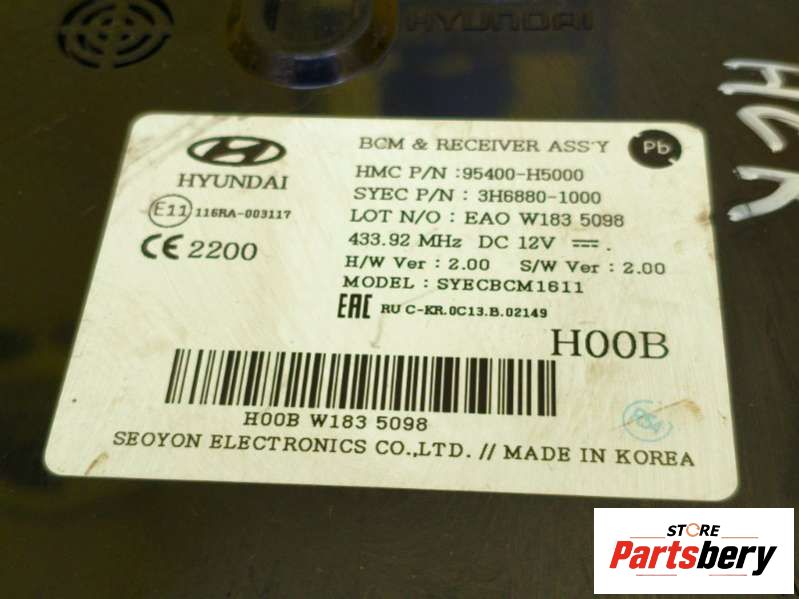 HYUNDAI
HCR
BCM & RECEIVER ASS'Y
Pb
HYUNDAI
HMC P/N :95400-H5000
SYEC P/N : 3H6880-1000
E11 116RA-003117
LOT N/O : EAO W183 5098
CE 2200
433.92 MHz DC 12V .
H/W Ver : 2.00 S/W Ver : 2.00
MODEL : SYECBCM1611
EAC RU C-KR.0C13.B.02149
H00B
H00B W183 5098
SEOYON ELECTRONICS CO.,LTD. // MADE IN KOREA
STORE
Partsbery